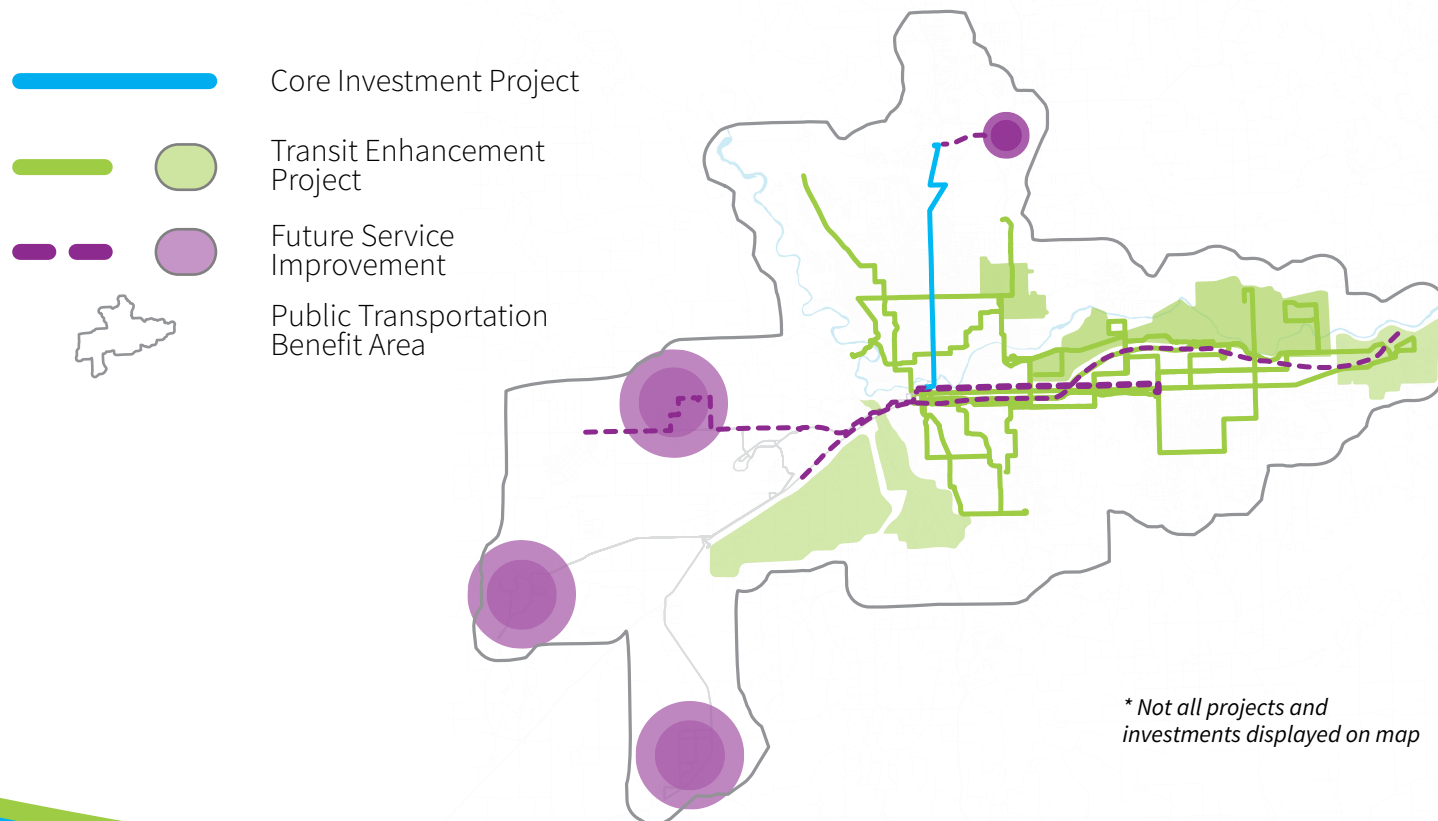 Core Investment Project
Transit Enhancement
Project
Future Service
Improvement
Public Transportation
Benefit Area
* Not all projects and
investments displayed on map